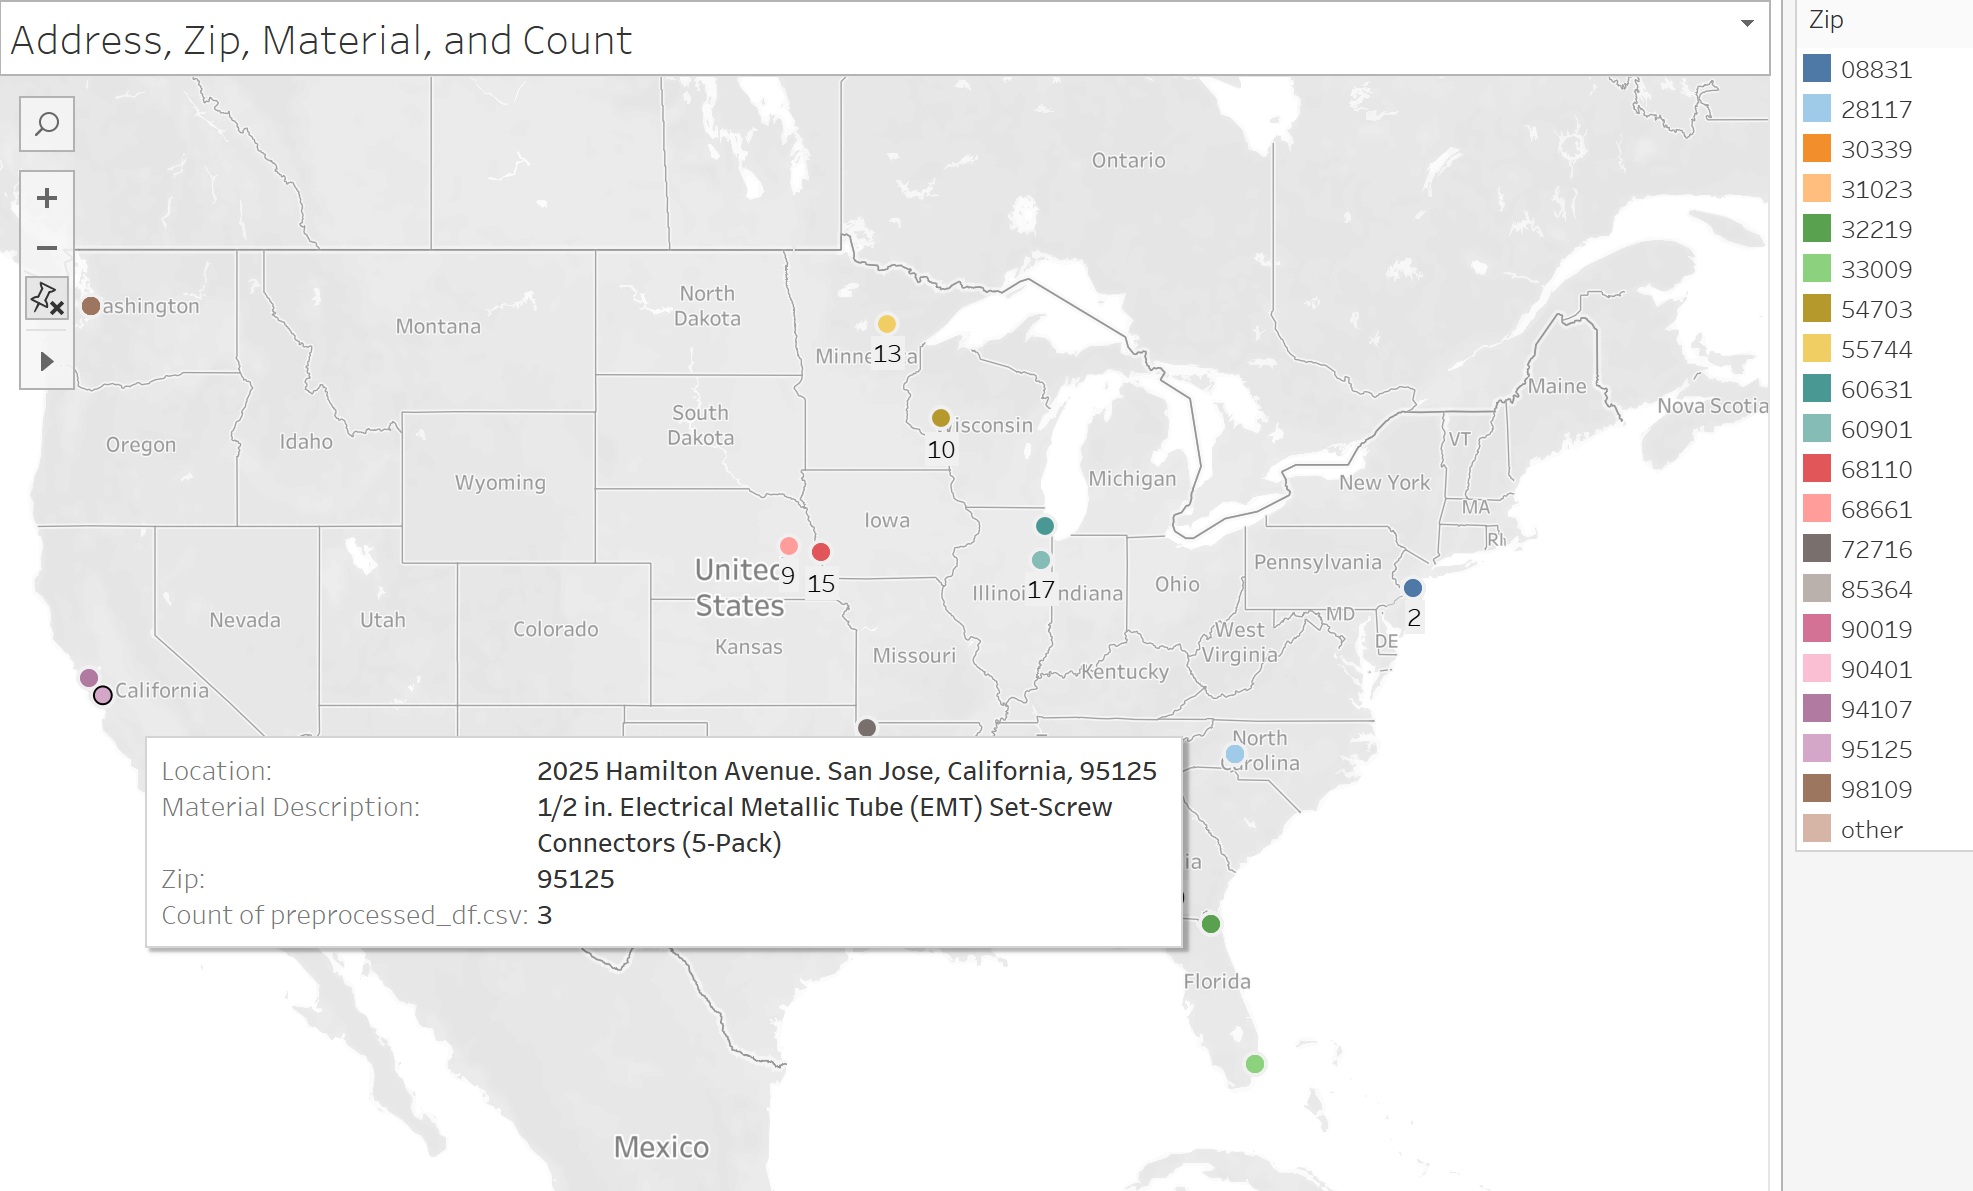 Address, Zip, Material, and Count
Ontario
ashington
Montana
North
Dakota
Minne
13
a
Maine
Nova Scotia
Oregon
Idaho
South
Dakota
isconsin
10
VT
Wyoming
Michigan
New York
MA
Iowa
RI
United
States
9
15
Illinoi
17
ndiana
Ohio
Pennsylvania
2
Nevada
Utah
Colorado
Kansas
Missouri
West
Virginia
MD
DE
Kentucky
California
North
Carolina
Location: 2025 Hamilton Avenue. San Jose, California, 95125
Material Description: 1/2 in. Electrical Metallic Tube (EMT) Set-Screw
Connectors (5-Pack)
Zip: 95125
Count of preprocessed_df.csv: 3
ia
Florida
Mexico
Zip
08831
28117
30339
31023
32219
33009
54703
55744
60631
60901
68110
68661
72716
85364
90019
90401
94107
95125
98109
other